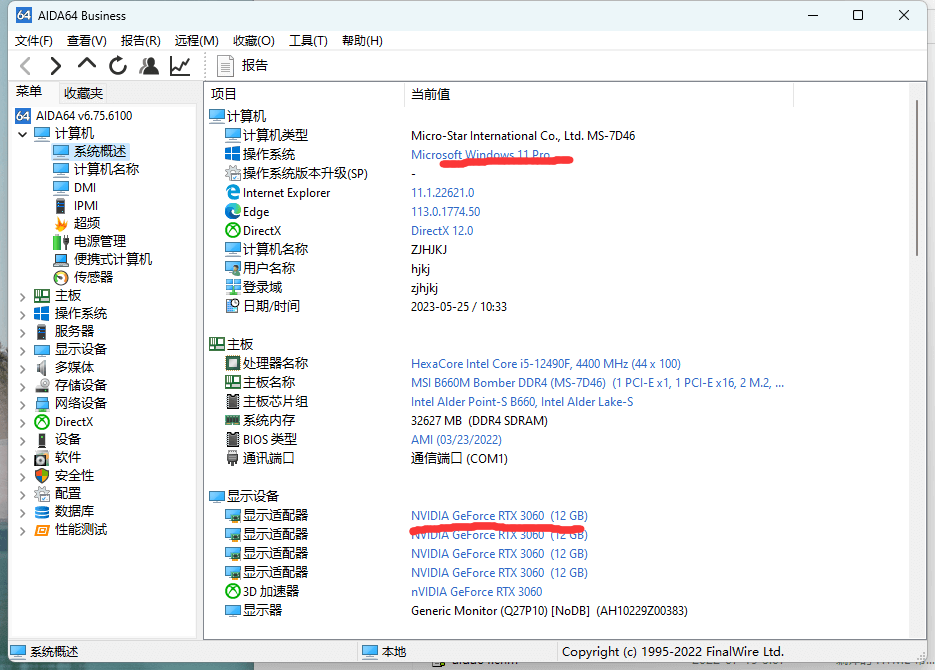 64 AIDA64 Business
文件(F) 查看(V) 报告(R) 远程(M) 收藏(O) 工具(T) 帮助(H)
报告
菜单 收藏夹
项目 当前值
64 AIDA64 v6.75.6100
计算机
系统概述
计算机名称
DMI
IPMI
超频
电源管理
便携式计算机
传感器
主板
操作系统
服务器
显示设备
多媒体
存储设备
网络设备
DirectX
设备
软件
安全性
配置
数据库
性能测试
计算机
计算机类型 Micro-Star International Co., Ltd. MS-7D46
操作系统 Microsoft Windows 11 Pro
操作系统版本升级(SP) -
Internet Explorer 11.1.22621.0
Edge 113.0.1774.50
DirectX DirectX 12.0
计算机名称 ZJHJKJ
用户名称 hjkj
登录域 zjhjkj
日期/时间 2023-05-25 / 10:33
主板
处理器名称 HexaCore Intel Core i5-12490F, 4400 MHz (44 x 100)
主板名称 MSI B660M Bomber DDR4 (MS-7D46) (1 PCI-E x1, 1 PCI-E x16, 2 M.2, ...
主板芯片组 Intel Alder Point-S B660, Intel Alder Lake-S
系统内存 32627 MB (DDR4 SDRAM)
BIOS 类型 AMI (03/23/2022)
通讯端口 通信端口 (COM1)
显示设备
显示适配器 NVIDIA GeForce RTX 3060 (12 GB)
显示适配器 NVIDIA GeForce RTX 3060 (12 GB)
显示适配器 NVIDIA GeForce RTX 3060 (12 GB)
显示适配器 NVIDIA GeForce RTX 3060 (12 GB)
3D 加速器 nVIDIA GeForce RTX 3060
显示器 Generic Monitor (Q27P10) [NoDB] (AH10229Z00383)
系统概述 本地 Copyright (c) 1995-2022 FinalWire Ltd.